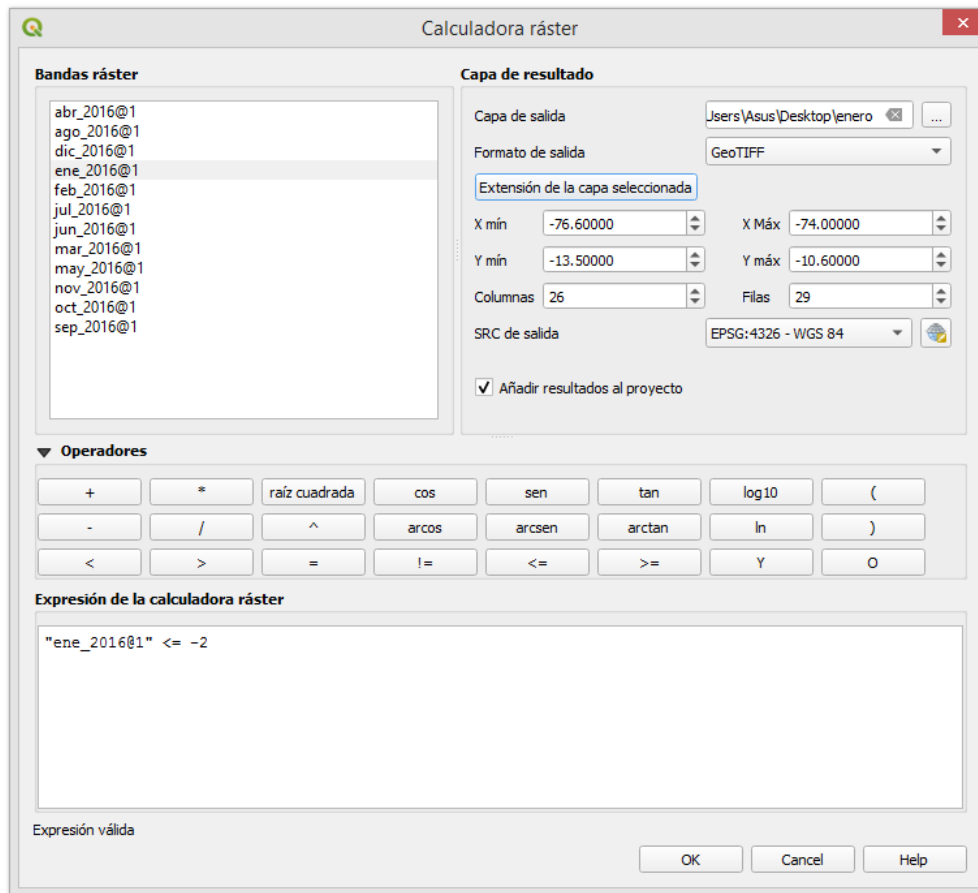 Calculadora ráster
Bandas ráster
abr_2016@1
ago_2016@1
dic_2016@1
ene_2016@1
feb_2016@1
jul_2016@1
jun_2016@1
mar_2016@1
may_2016@1
nov_2016@1
oct_2016@1
sep_2016@1
Capa de resultado
Capa de salida Users\Asus\Desktop\enero ...
Formato de salida GeoTIFF
Extensión de la capa seleccionada
X mín -76.60000 X Máx -74.00000
Y mín -13.50000 Y máx -10.60000
Columnas 26 Filas 29
SRC de salida EPSG:4326 - WGS 84
Añadir resultados al proyecto
Operadores
+ * raíz cuadrada cos sen tan log10 (
- / ^ arcos arcsen arctan ln )
< > = != <= >= Y O
Expresión de la calculadora ráster
"ene_2016@1" <= -2
Expresión válida
OK Cancel Help